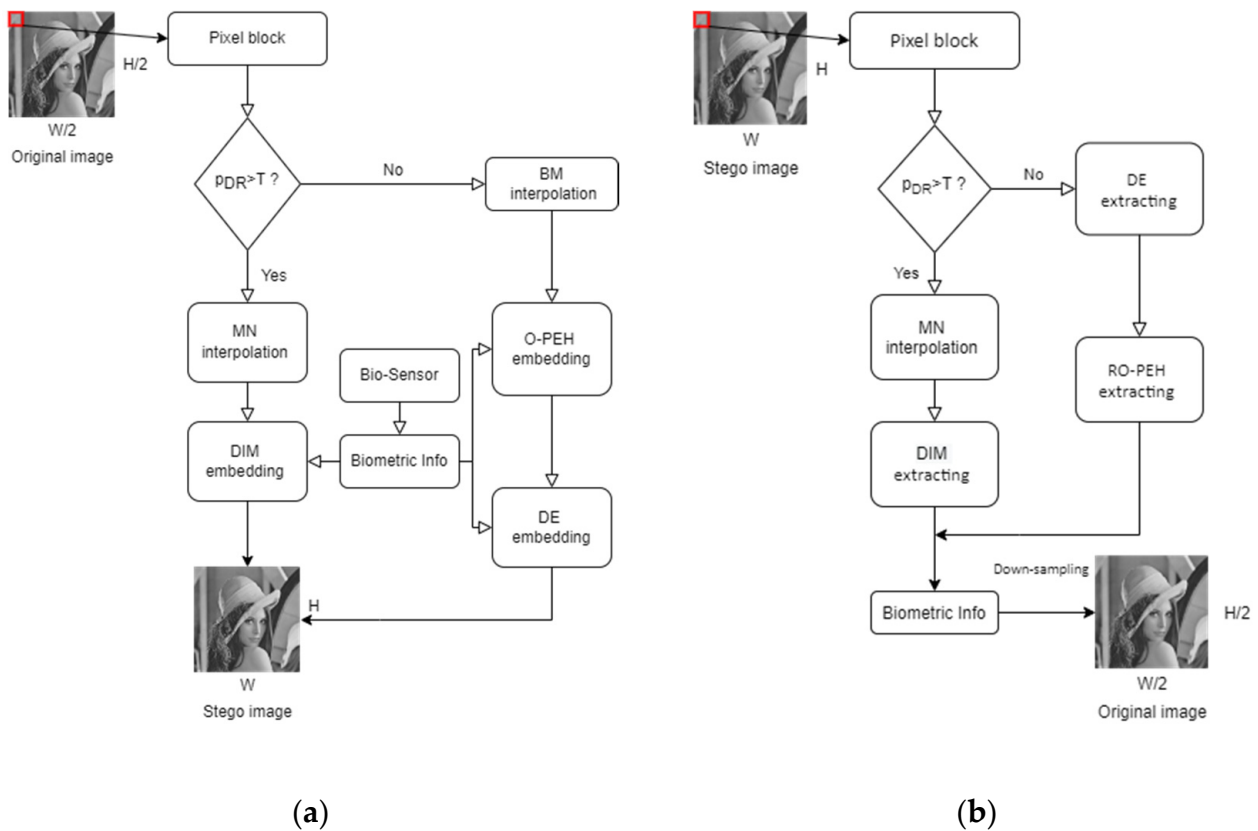 Pixel block
H/2
W/2
Original image
pDR>T ?
No
BM
interpolation
Yes
MN
interpolation
O-PEH
embedding
Bio-Sensor
DIM
embedding
Biometric Info
DE
embedding
H
W
Stego image
(a)
Pixel block
H
W
Stego image
pDR>T ?
No
DE
extracting
Yes
MN
interpolation
RO-PEH
extracting
DIM
extracting
Down-sampling
Biometric Info
H/2
W/2
Original image
(b)